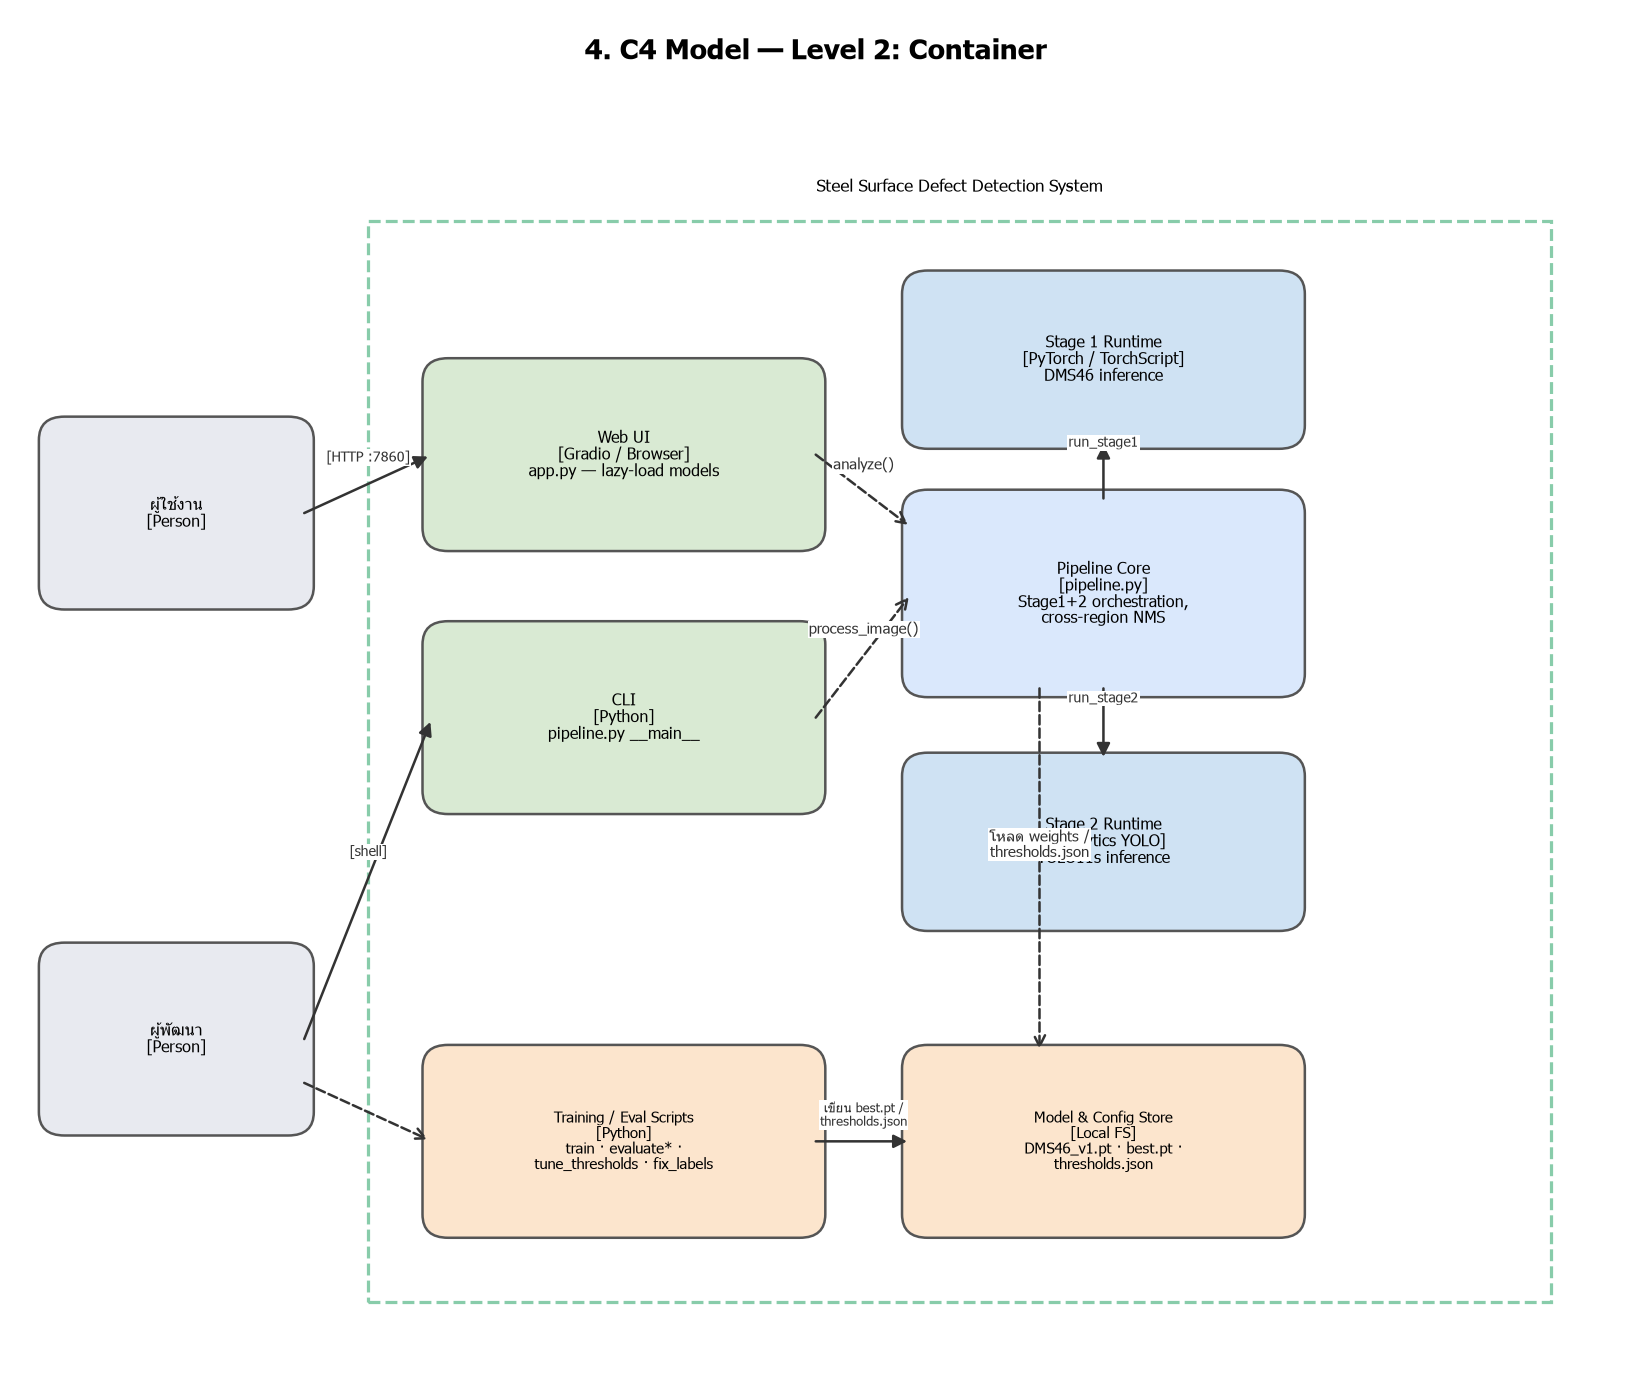 4. C4 Model — Level 2: Container
Steel Surface Defect Detection System
Stage 1 Runtime
[PyTorch / TorchScript]
DMS46 inference
run_stage1
Web UI
[Gradio / Browser]
app.py — lazy-load models
[HTTP :7860]
analyze()
ผู้ใช้งาน
[Person]
Pipeline Core
[pipeline.py]
Stage1+2 orchestration,
cross-region NMS
process_image()
CLI
[Python]
pipeline.py __main__
run_stage2
[shell]
Stage 2 Runtime
tics YOLO]
inference
โหลด weights /
thresholds.json
ผู้พัฒนา
[Person]
Training / Eval Scripts
[Python]
train · evaluate* ·
tune_thresholds · fix_labels
เขียน best.pt /
thresholds.json
Model & Config Store
[Local FS]
DMS46_v1.pt · best.pt ·
thresholds.json